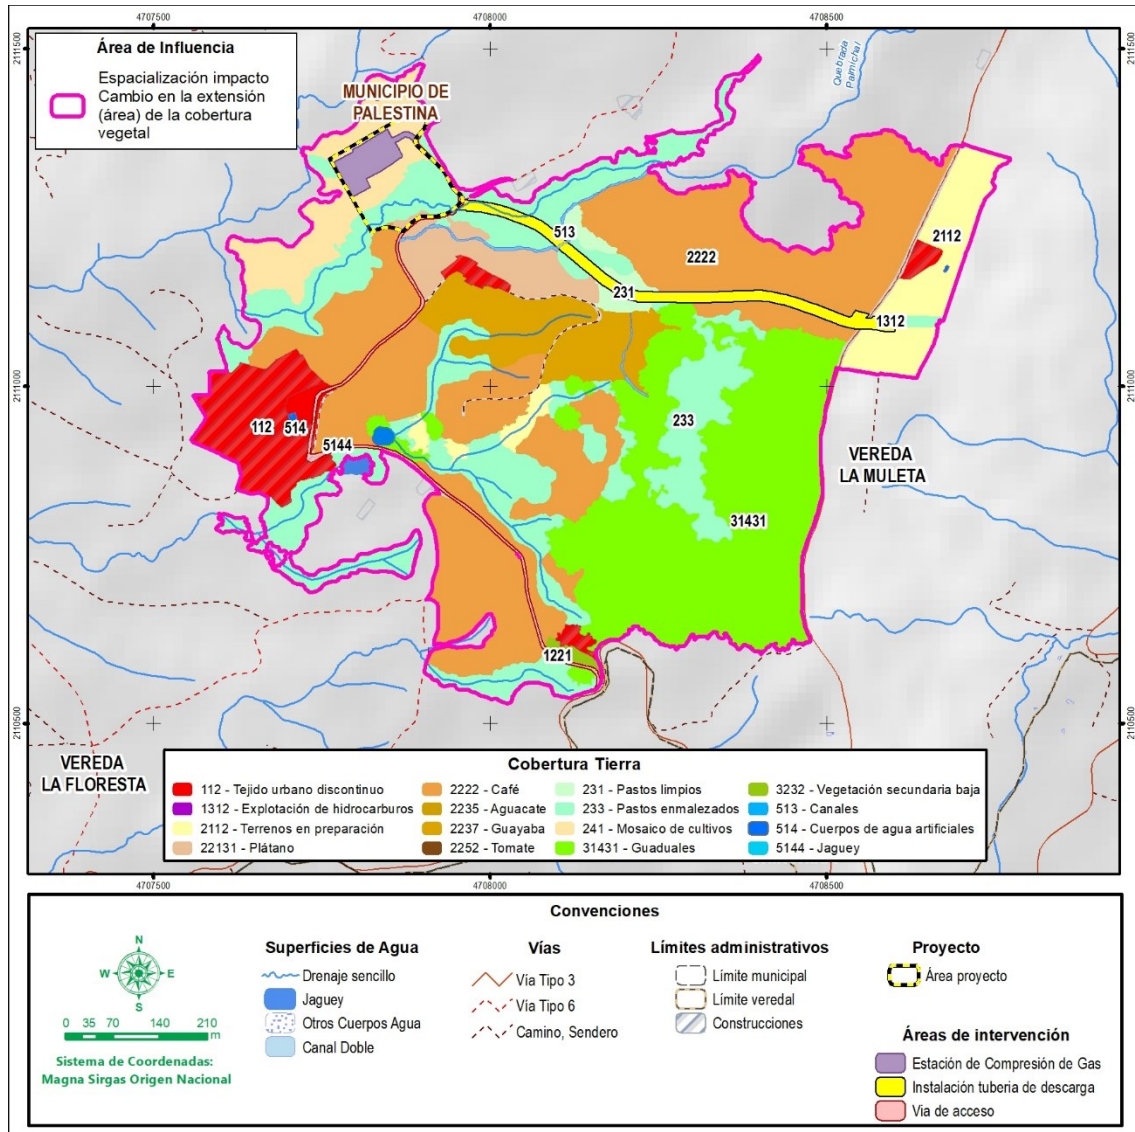 4707500
4708000
4708500
2111500
2111500
Área de Influencia
Espacialización impacto
Cambio en la extensión
(área) de la cobertura
vegetal
MUNICIPIO DE
PALESTINA
Quebrada
Palmichal
513
2222
2112
231
1312
2111000
2111000
112
514
5144
233
VEREDA
LA MULETA
31431
1221
2110500
2110500
VEREDA
LA FLORESTA
Cobertura Tierra
112 - Tejido urbano discontinuo
1312 - Explotación de hidrocarburos
2112 - Terrenos en preparación
22131 - Plátano
2222 - Café
2235 - Aguacate
2237 - Guayaba
2252 - Tomate
231 - Pastos limpios
233 - Pastos enmalezados
241 - Mosaico de cultivos
31431 - Guaduales
3232 - Vegetación secundaria baja
513 - Canales
514 - Cuerpos de agua artificiales
5144 - Jaguey
4707500
4708000
4708500
Convenciones
N
W
E
S
0 35 70 140 210
m
Sistema de Coordenadas:
Magna Sirgas Origen Nacional
Superficies de Agua
Drenaje sencillo
Jaguey
Otros Cuerpos Agua
Canal Doble
Vías
Vía Tipo 3
Vía Tipo 6
Camino, Sendero
Límites administrativos
Límite municipal
Límite veredal
Construcciones
Proyecto
Área proyecto
Áreas de intervención
Estación de Compresión de Gas
Instalación tuberia de descarga
Via de acceso